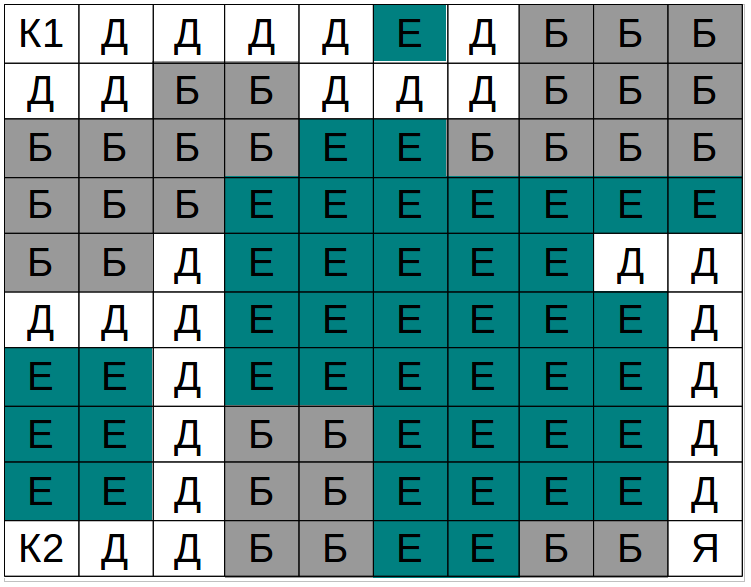 К1 Д Д Д Д Е Д Б Б Б
Д Д Б Б Д Д Д Б Б Б
Б Б Б Б Е Е Б Б Б Б
Б Б Б Е Е Е Е Е Е Е
Б Б Д Е Е Е Е Е Д Д
Д Д Д Е Е Е Е Е Е Д
Е Е Д Е Е Е Е Е Е Д
Е Е Д Б Б Е Е Е Е Д
Е Е Д Б Б Е Е Е Е Д
К2 Д Д Б Б Е Е Б Б Я